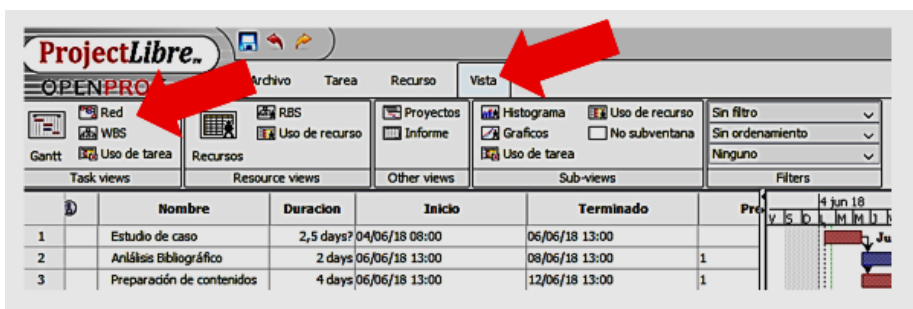 ProjectLibre™
OPENPRO
Archivo Tarea Recurso Vista
Red RBS Proyectos Histograma Uso de recurso Sin filtro
WBS Uso de recurso Informe Graficos No subventana Sin ordenamiento
Gantt Uso de tarea Recursos Uso de tarea Ninguno
Task views Resource views Other views Sub-views Filters
Nombre Duracion Inicio Terminado Pre 4 jun 18
V S D L M M J V
1 Estudio de caso 2,5 days? 04/06/18 08:00 06/06/18 13:00 Ju
2 Anlálisis Bibliográfico 2 days 06/06/18 13:00 08/06/18 13:00 1
3 Preparación de contenidos 4 days 06/06/18 13:00 12/06/18 13:00 1